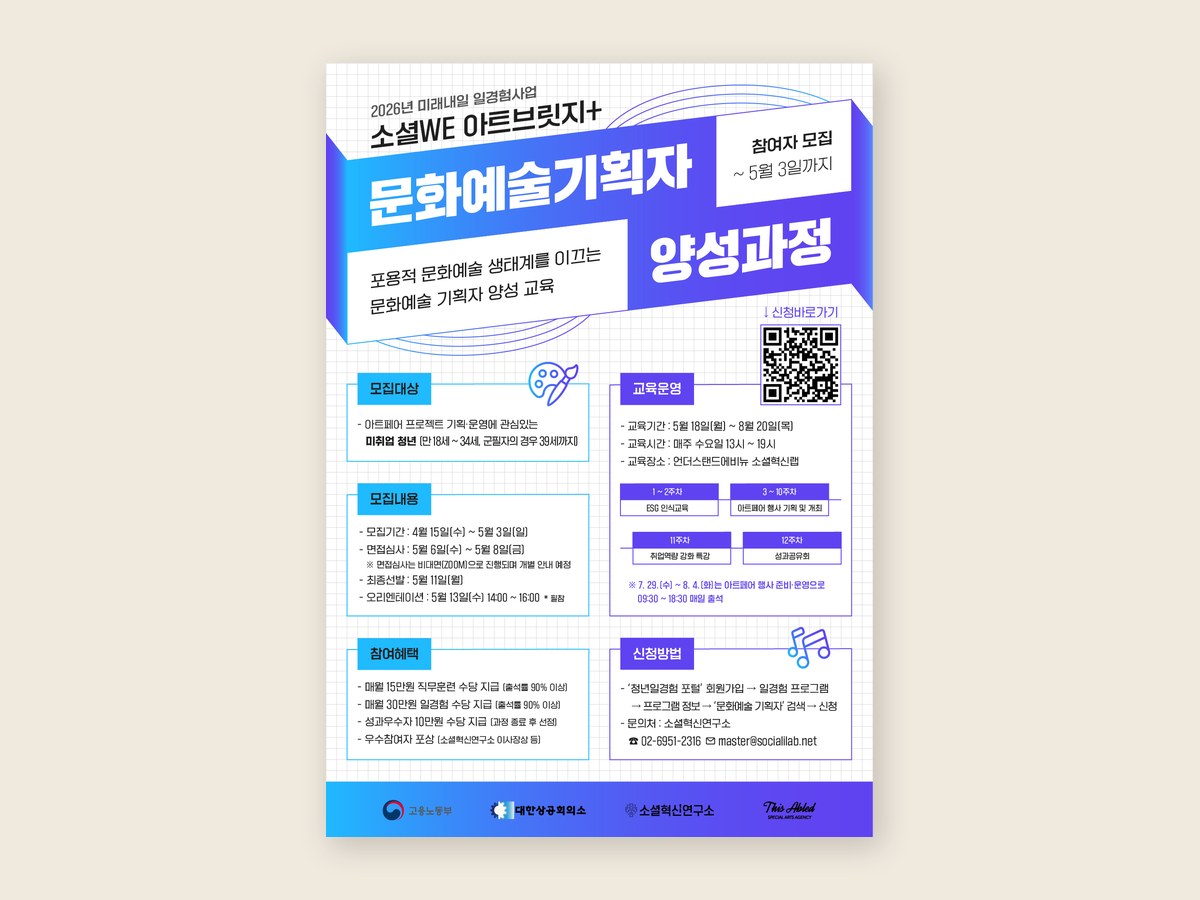 2026년 미래내일 일경험사업
소셜WE 아트브릿지+
문화예술기획자
양성과정
참여자 모집
~ 5월 3일까지
포용적 문화예술 생태계를 이끄는
문화예술 기획자 양성 교육
↓ 신청바로가기
모집대상
- 아트페어 프로젝트 기획·운영에 관심있는
미취업 청년 (만 18세 ~ 34세, 군필자의 경우 39세까지)
모집내용
- 모집기간 : 4월 15일(수) ~ 5월 3일(일)
- 면접심사 : 5월 6일(수) ~ 5월 8일(금)
※ 면접심사는 비대면(ZOOM)으로 진행되며 개별 안내 예정
- 최종선발 : 5월 11일(월)
- 오리엔테이션 : 5월 13일(수) 14:00 ~ 16:00 * 필참
참여혜택
- 매월 15만원 직무훈련 수당 지급 (출석률 90% 이상)
- 매월 30만원 일경험 수당 지급 (출석률 90% 이상)
- 성과우수자 10만원 수당 지급 (과정 종료 후 선정)
- 우수참여자 포상 (소셜혁신연구소 이사장상 등)
교육운영
- 교육기간 : 5월 18일(월) ~ 8월 20일(목)
- 교육시간 : 매주 수요일 13시 ~ 19시
- 교육장소 : 언더스탠드에비뉴 소셜혁신랩
1 ~ 2주차
ESG 인식교육
3 ~ 10주차
아트페어 행사 기획 및 개최
11주차
취업역량 강화 특강
12주차
성과공유회
※ 7. 29. (수) ~ 8. 4. (화)는 아트페어 행사 준비·운영으로
09:30 ~ 18:30 매일 출석
신청방법
- '청년일경험 포털' 회원가입 → 일경험 프로그램
→ 프로그램 정보 → '문화예술 기획자' 검색 → 신청
- 문의처 : 소셜혁신연구소
☎ 02-6951-2316 ✉ master@socialilab.net
고용노동부
대한상공회의소
소셜혁신연구소
This Abled
SPECIAL ARTS AGENCY